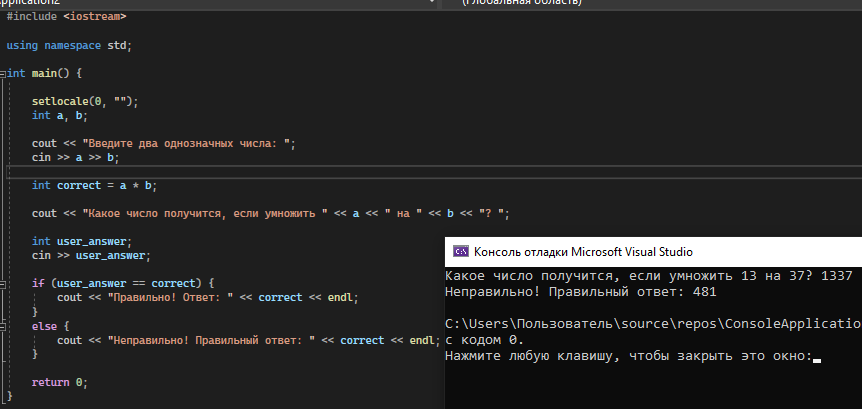 (Глобальная область)
#include <iostream>
using namespace std;
int main() {
setlocale(0, "");
int a, b;
cout << "Введите два однозначных числа: ";
cin >> a >> b;
int correct = a * b;
cout << "Какое число получится, если умножить " << a << " на " << b << "? ";
int user_answer;
cin >> user_answer;
if (user_answer == correct) {
cout << "Правильно! Ответ: " << correct << endl;
}
else {
cout << "Неправильно! Правильный ответ: " << correct << endl;
}
return 0;
}
Консоль отладки Microsoft Visual Studio
Какое число получится, если умножить 13 на 37? 1337
Неправильно! Правильный ответ: 481
C:\Users\Пользователь\source\repos\ConsoleApplicatio
с кодом 0.
Нажмите любую клавишу, чтобы закрыть это окно: